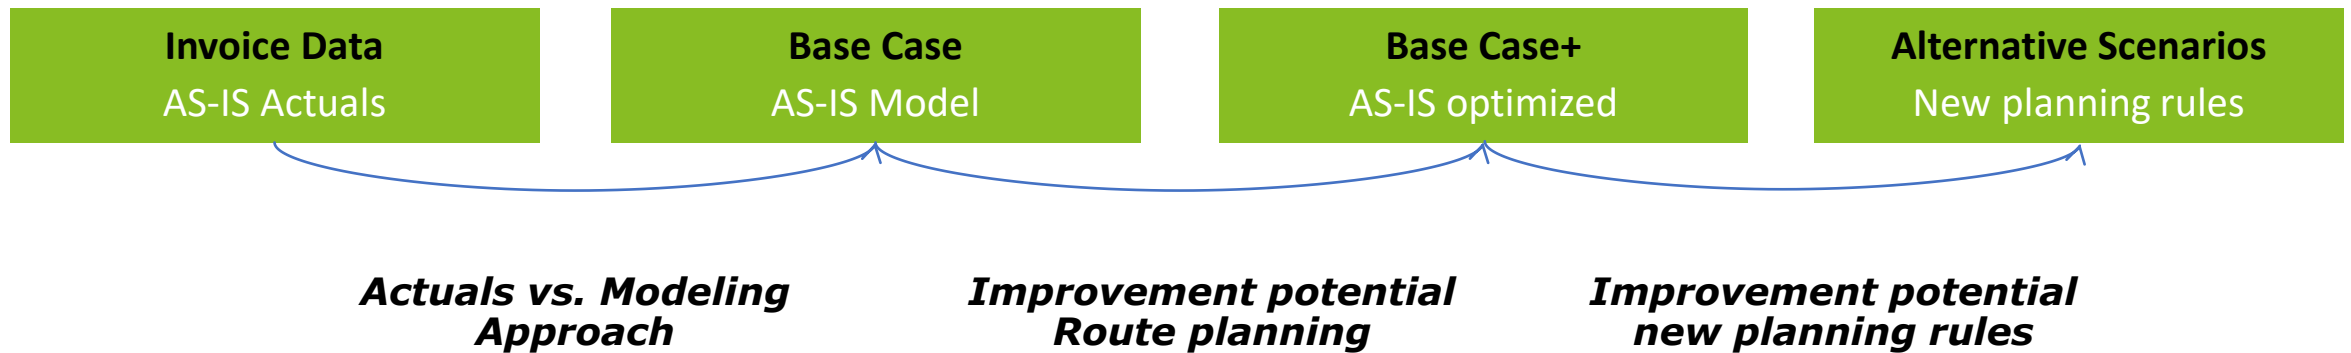 Invoice Data
AS-IS Actuals
Base Case
AS-IS Model
Base Case+
AS-IS optimized
Alternative Scenarios
New planning rules
Actuals vs. Modeling
Approach
Improvement potential
Route planning
Improvement potential
new planning rules